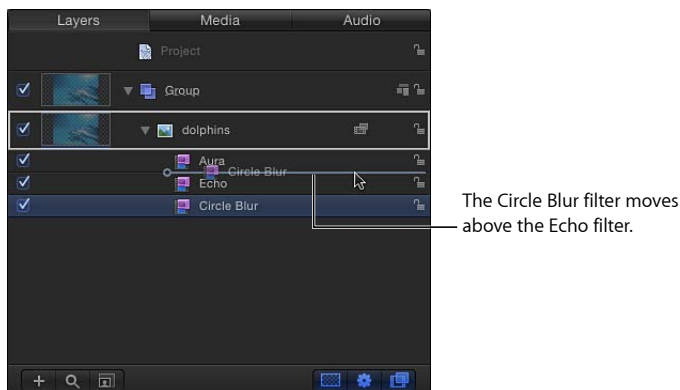 Layers Media Audio
Project
Group
dolphins
Aura
Circle Blur
Echo
Circle Blur
The Circle Blur filter moves
above the Echo filter.